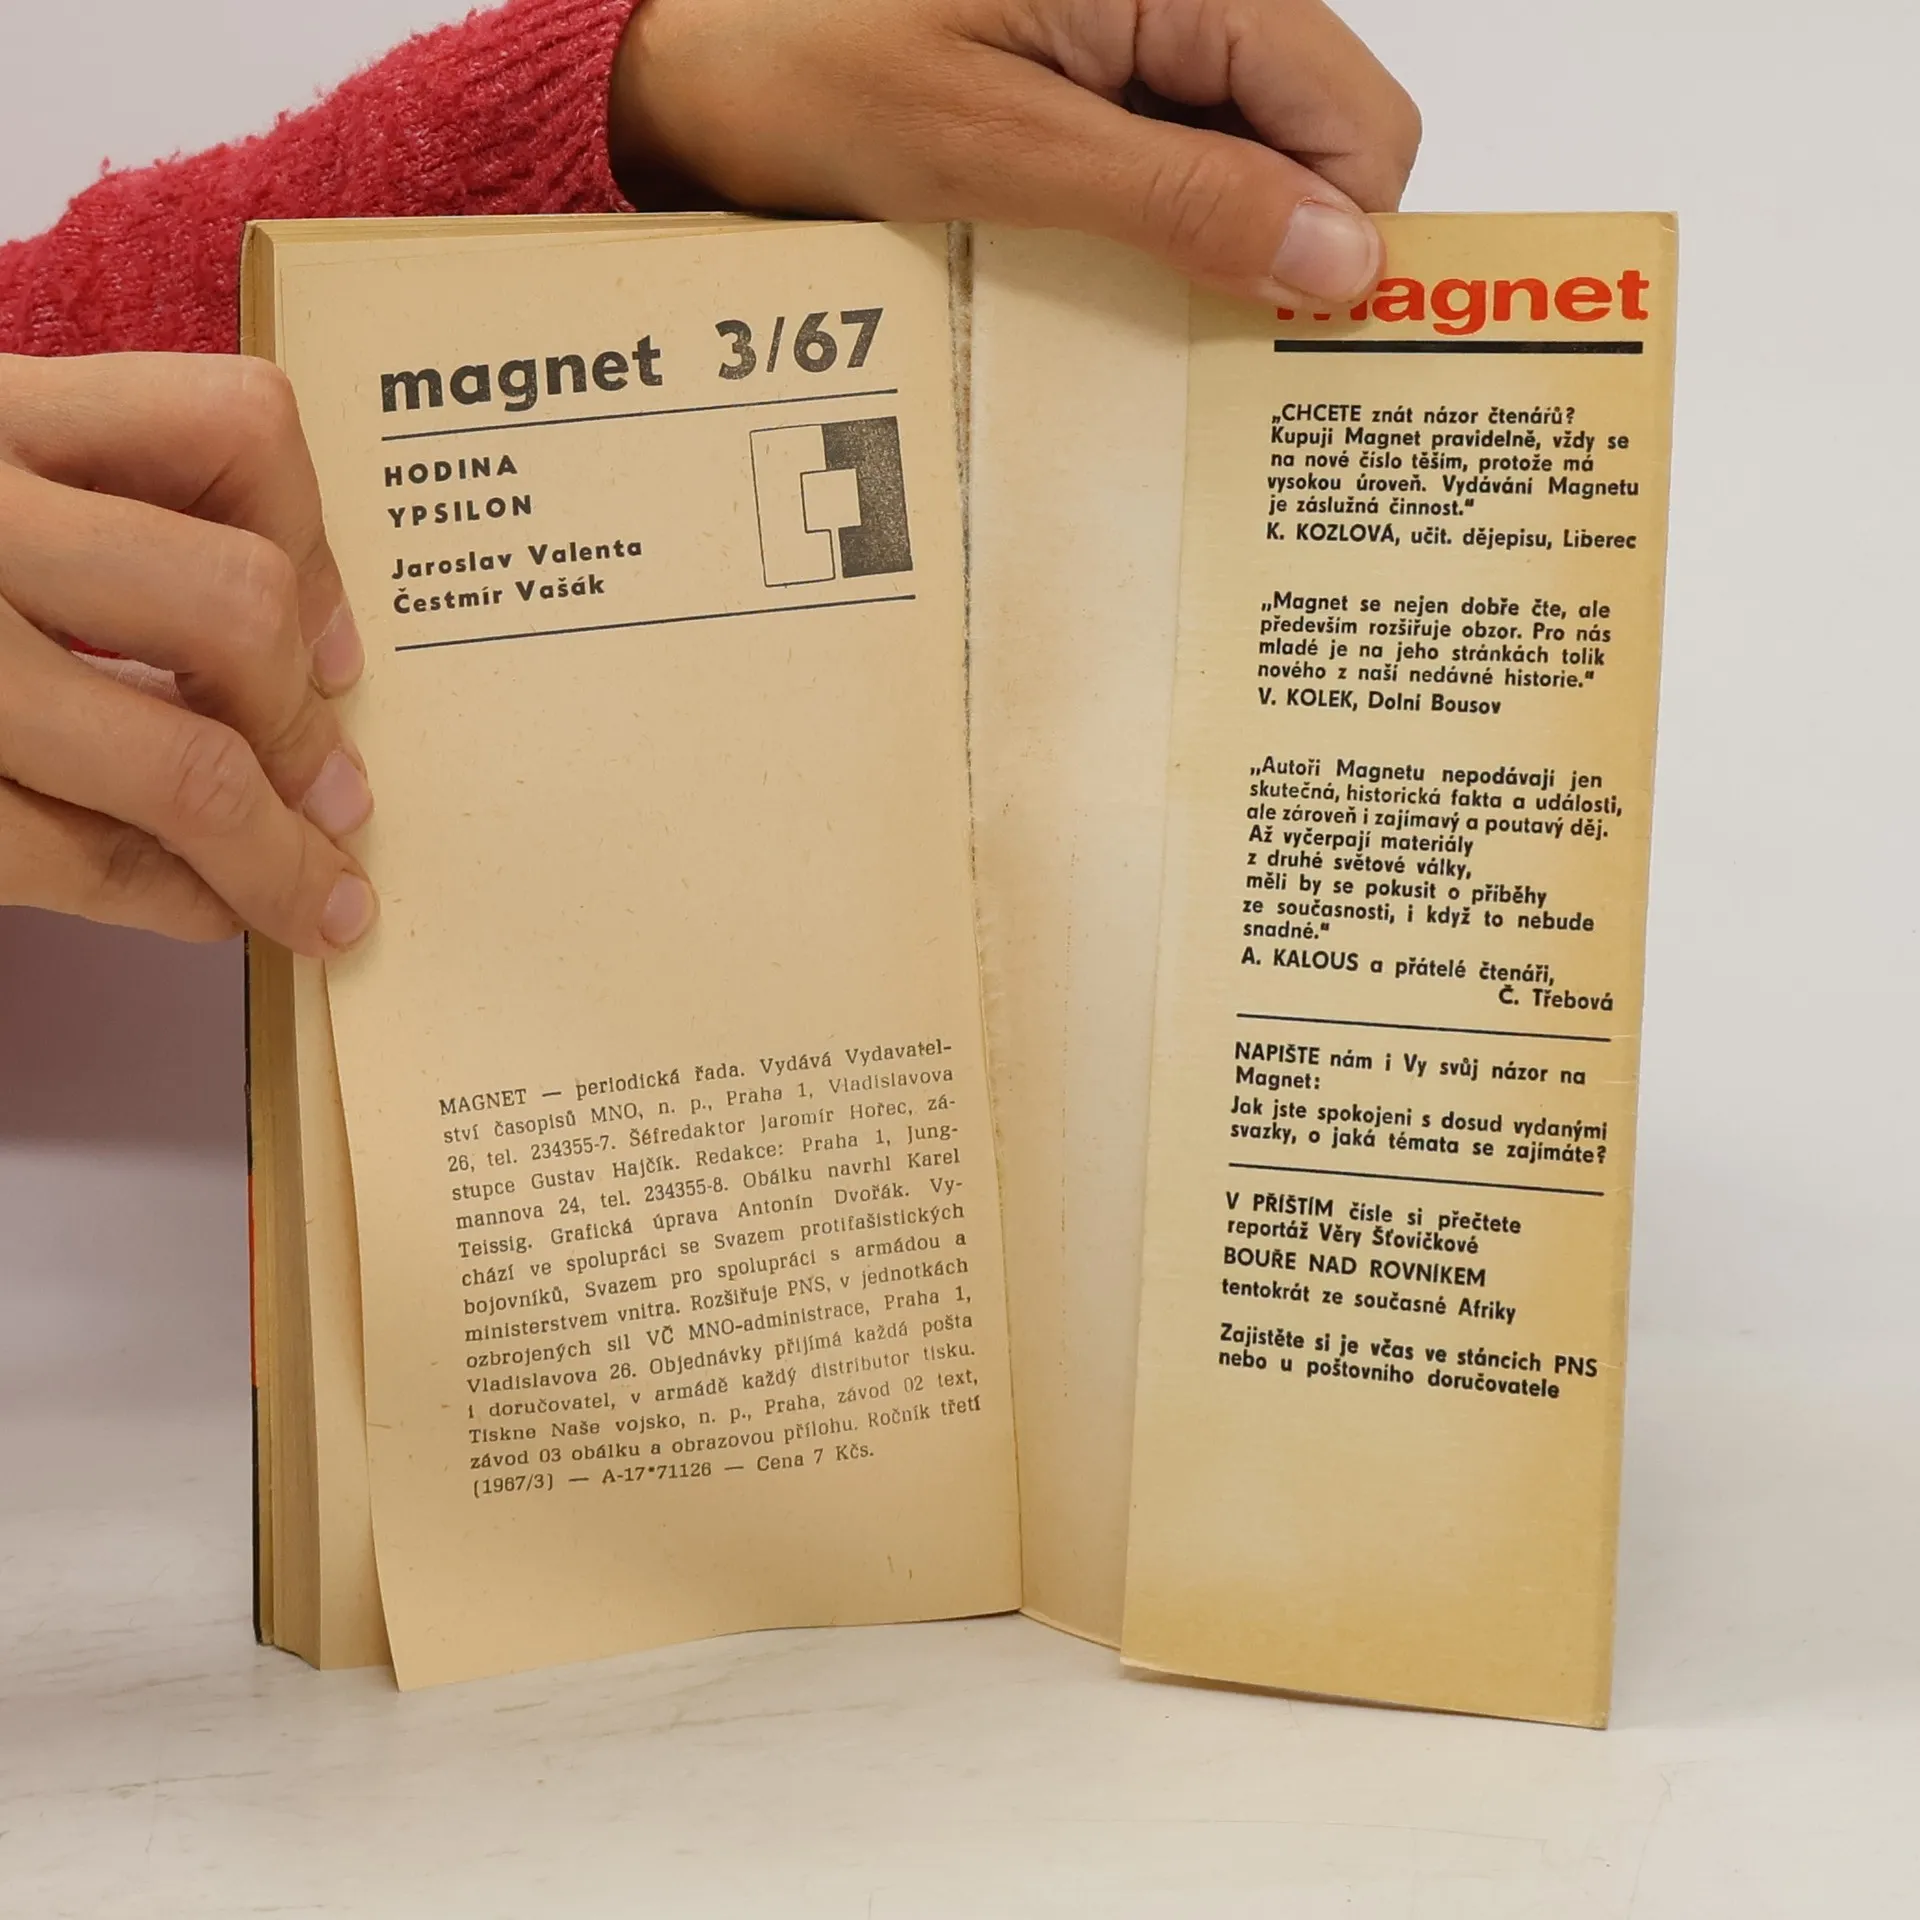 magnet 3/67
HODINA
YPSILON
Jaroslav Valenta
Čestmír Vašák
MAGNET — periodická řada. Vydává Vydavatel-
ství časopisů MNO, n. p., Praha 1, Vladislavova
26, tel. 234355-7. Šéfredaktor Jaromír Hořec, zá-
stupce Gustav Hajčík. Redakce: Praha 1, Jung-
mannova 24, tel. 234355-8. Obálku navrhl Karel
Teissig. Grafická úprava Antonín Dvořák. Vy-
chází ve spolupráci se Svazem protifašistických
bojovníků, Svazem pro spolupráci s armádou a
ministerstvem vnitra. Rozšiřuje PNS, v jednotkách
ozbrojených sil VČ MNO-administrace, Praha 1,
Vladislavova 26. Objednávky přijímá každá pošta
i doručovatel, v armádě každý distributor tisku.
Tiskne Naše vojsko, n. p., Praha, závod 02 text,
závod 03 obálku a obrazovou přílohu. Ročník třetí
(1967/3) — A-17*71126 — Cena 7 Kčs.
magnet
„CHCETE znát názor čtenářů?
Kupuji Magnet pravidelně, vždy se
na nové číslo těším, protože má
vysokou úroveň. Vydávání Magnetu
je záslužná činnost.“
K. KOZLOVÁ, učit. dějepisu, Liberec
„Magnet se nejen dobře čte, ale
především rozšiřuje obzor. Pro nás
mladé je na jeho stránkách tolik
nového z naší nedávné historie.“
V. KOLEK, Dolní Bousov
„Autoři Magnetu nepodávají jen
skutečná, historická fakta a události,
ale zároveň i zajímavý a poutavý děj.
Až vyčerpají materiály
z druhé světové války,
měli by se pokusit o příběhy
ze současnosti, i když to nebude
snadné.“
A. KALOUS a přátelé čtenáři,
Č. Třebová
NAPIŠTE nám i Vy svůj názor na
Magnet:
Jak jste spokojeni s dosud vydanými
svazky, o jaká témata se zajímáte?
V PŘÍŠTÍM čísle si přečtete
reportáž Věry Šťovíčkové
BOUŘE NAD ROVNÍKEM
tentokrát ze současné Afriky
Zajistěte si je včas ve stáncích PNS
nebo u poštovního doručovatele